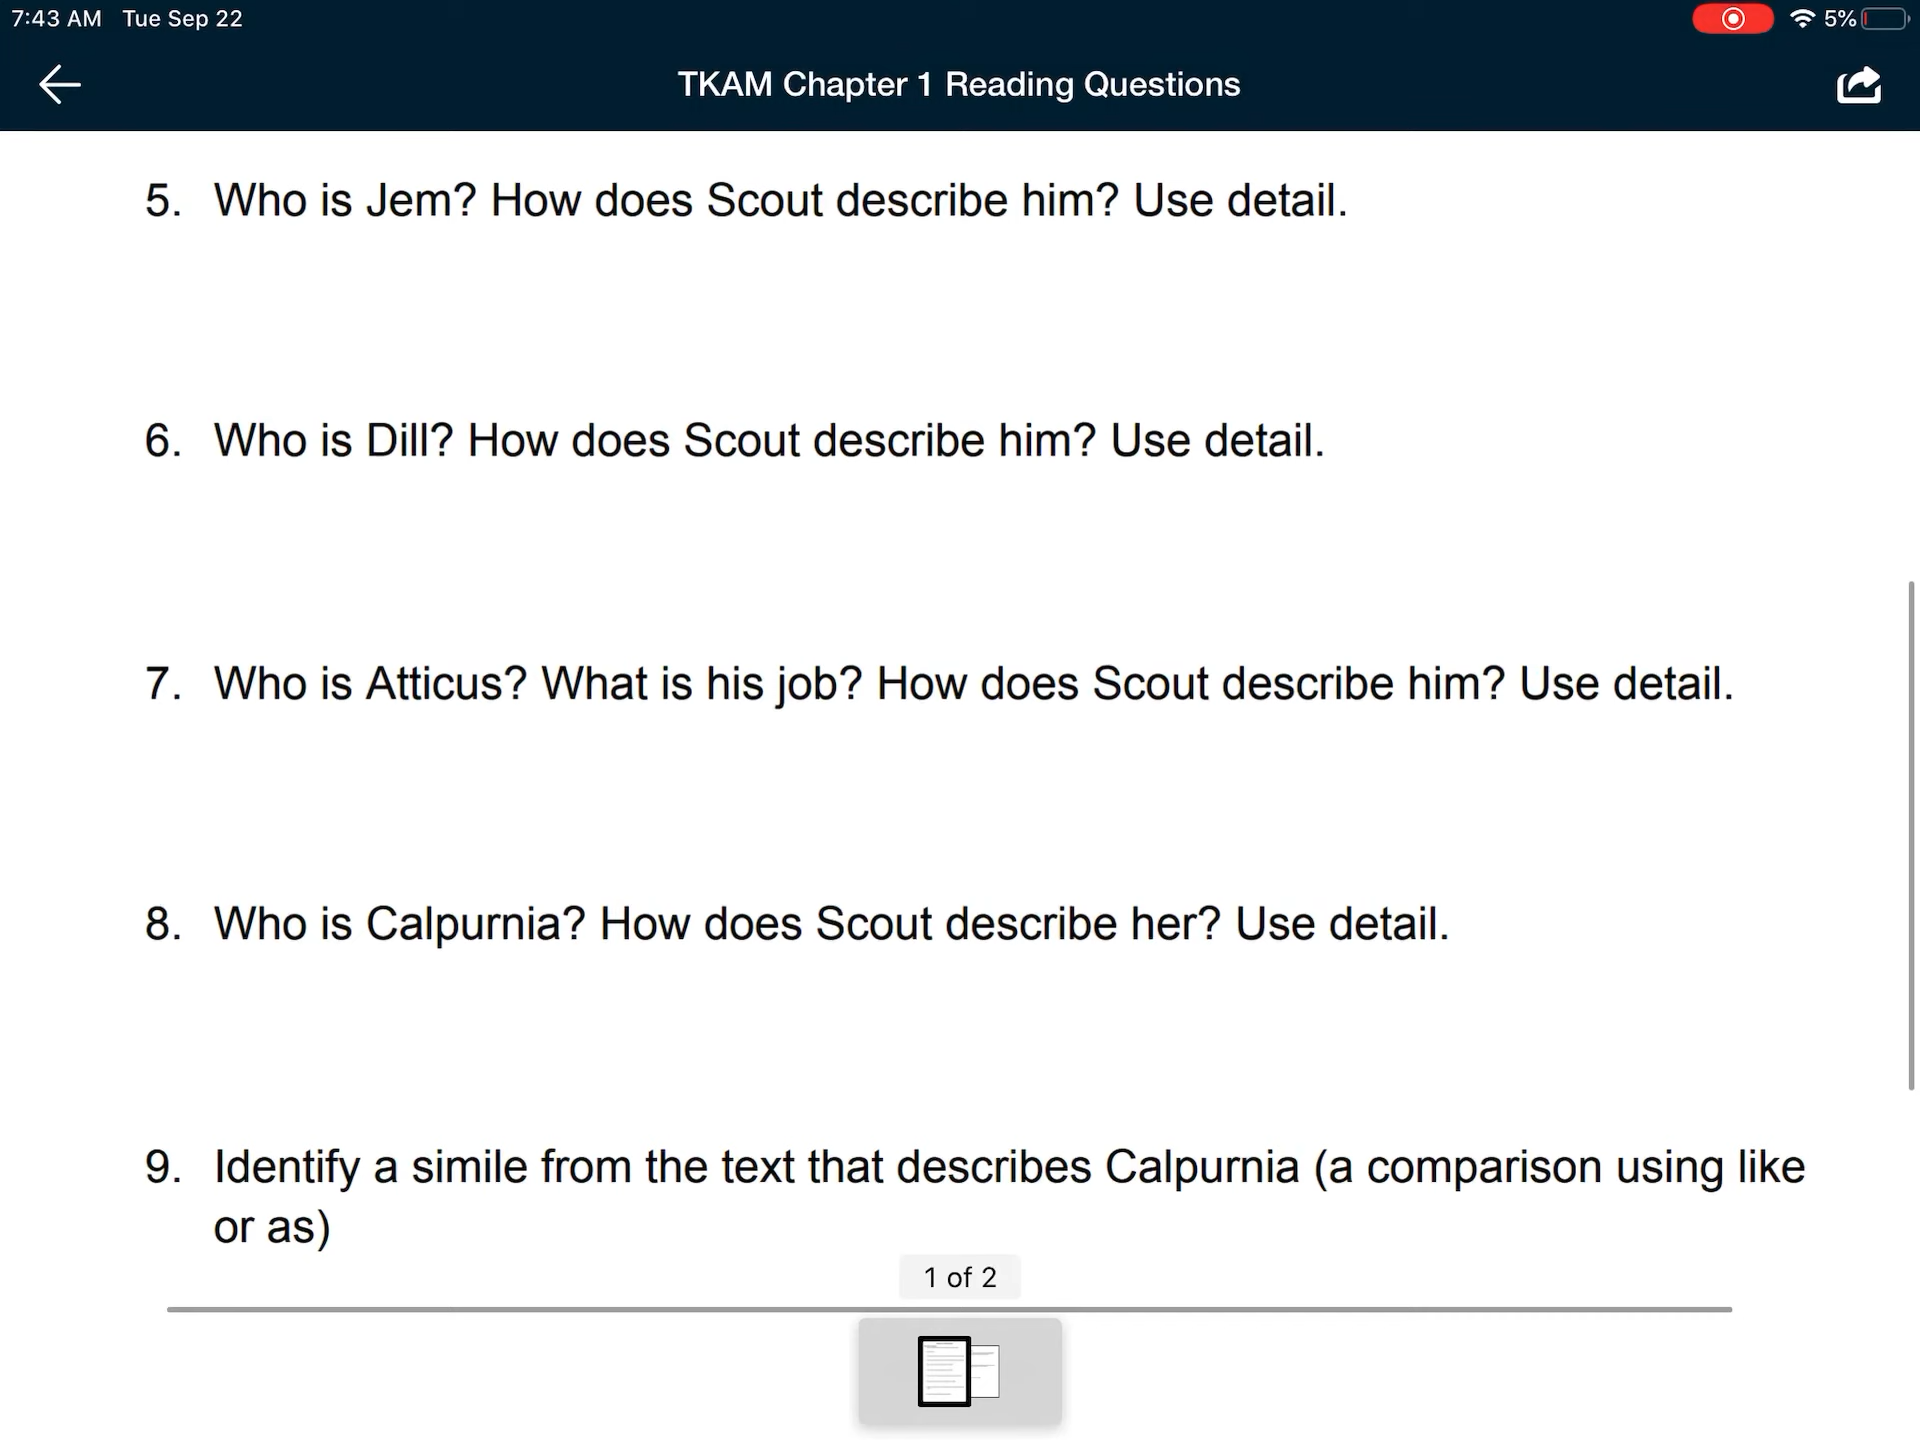 7:43 AM Tue Sep 22
5%
TKAM Chapter 1 Reading Questions
5. Who is Jem? How does Scout describe him? Use detail.
6. Who is Dill? How does Scout describe him? Use detail.
7. Who is Atticus? What is his job? How does Scout describe him? Use detail.
8. Who is Calpurnia? How does Scout describe her? Use detail.
9. Identify a simile from the text that describes Calpurnia (a comparison using like
or as)
1 of 2